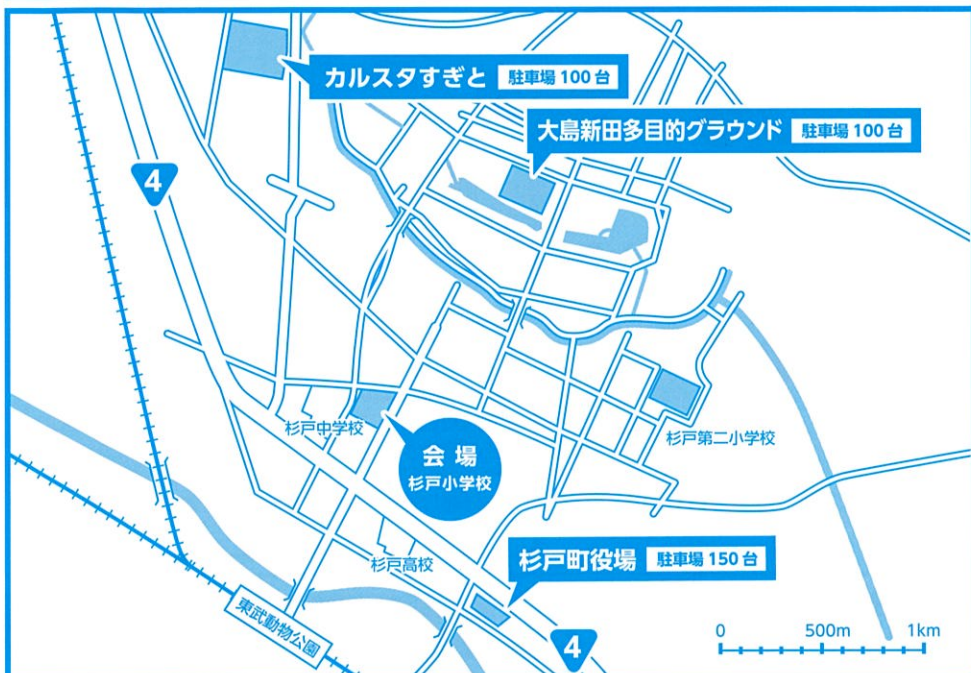 カルスタすぎと 駐車場 100 台
大島新田多目的グラウンド 駐車場 100 台
4
杉戸中学校
会 場
杉戸小学校
杉戸第二小学校
杉戸高校
杉戸町役場 駐車場 150 台
東武動物公園
4
0 500m 1km